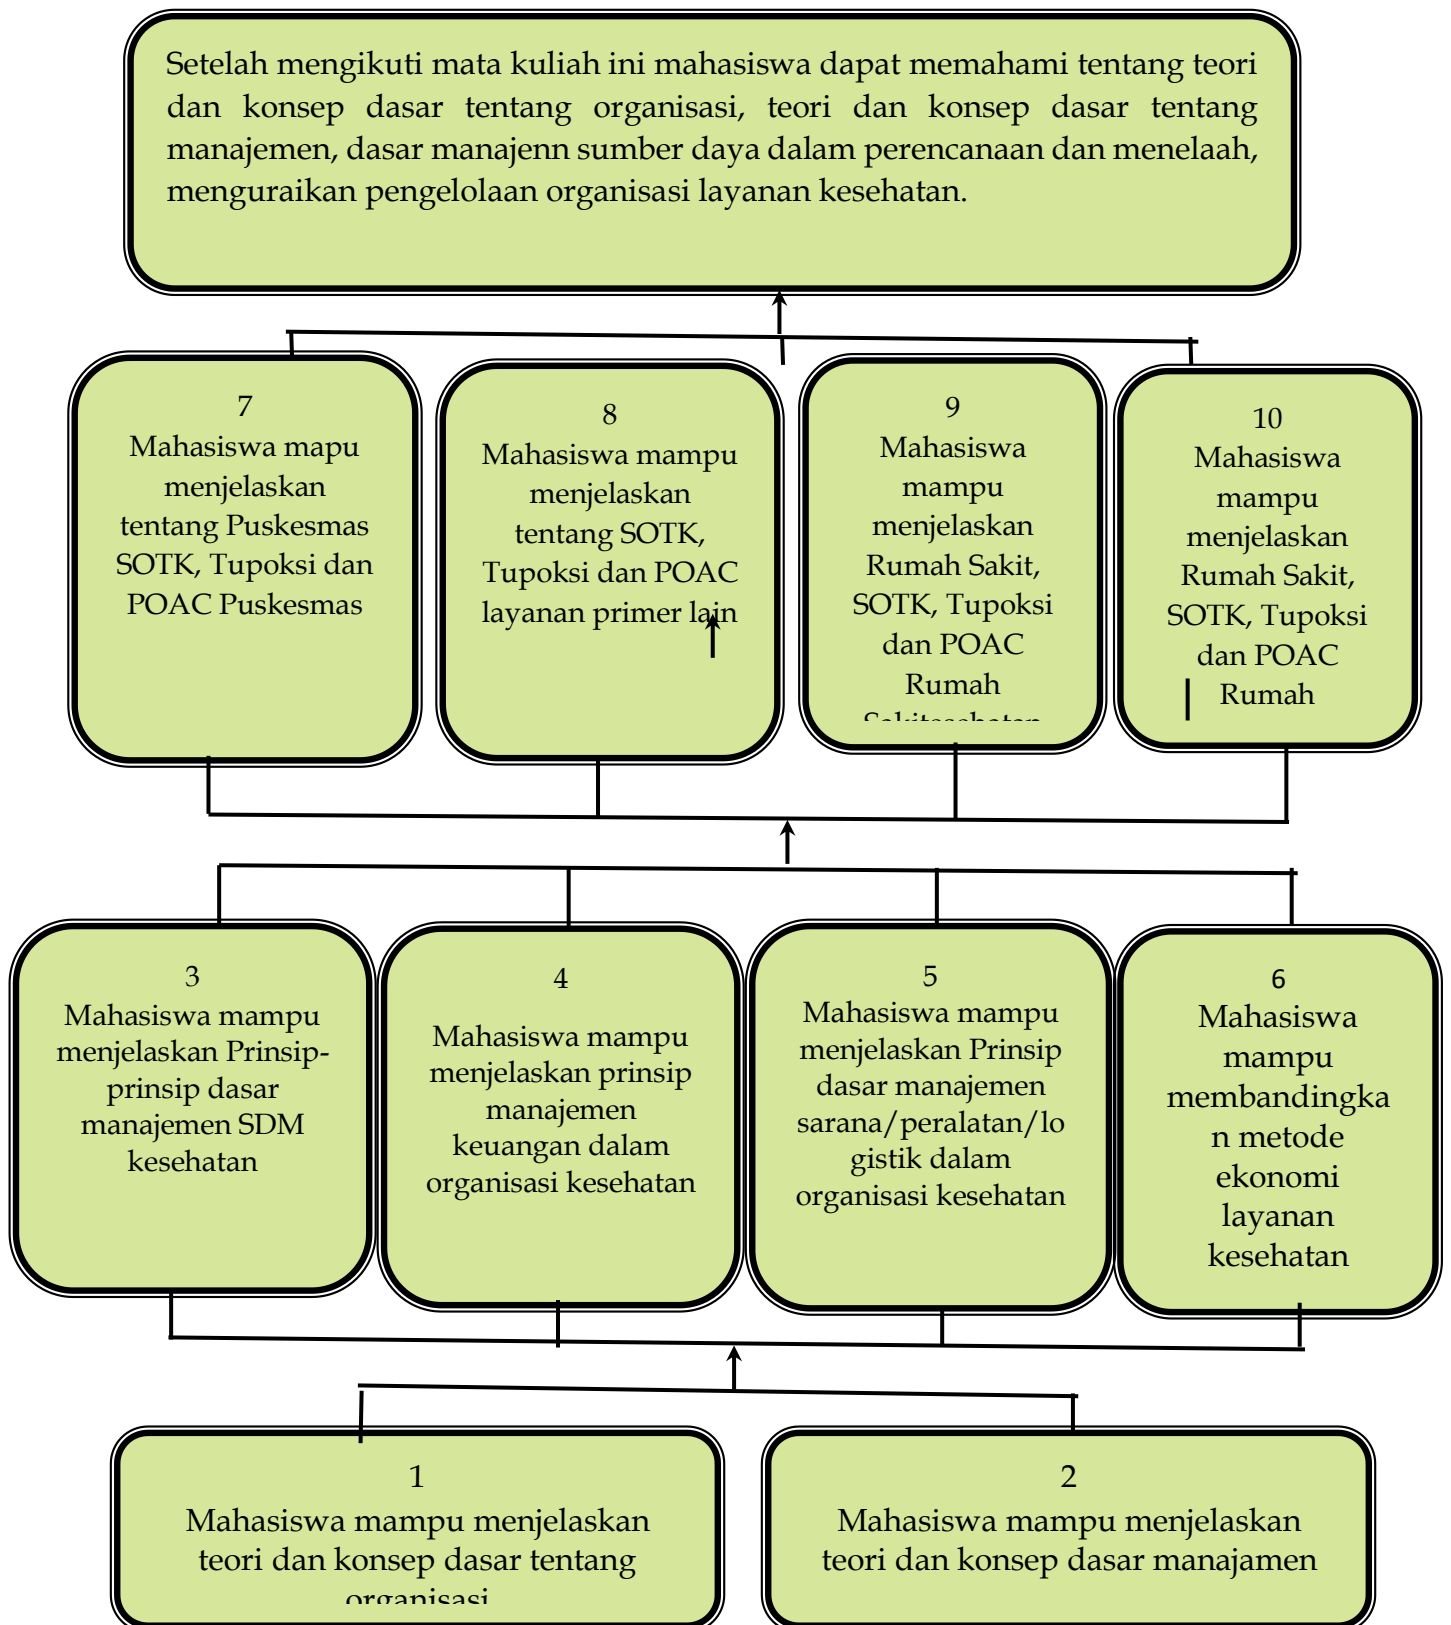 Setelah mengikuti mata kuliah ini mahasiswa dapat memahami tentang teori
dan konsep dasar tentang organisasi, teori dan konsep dasar tentang
manajemen, dasar manajenn sumber daya dalam perencanaan dan menelaah,
menguraikan pengelolaan organisasi layanan kesehatan.
7
Mahasiswa mapu
menjelaskan
tentang Puskesmas
SOTK, Tupoksi dan
POAC Puskesmas
8
Mahasiswa mampu
menjelaskan
tentang SOTK,
Tupoksi dan POAC
layanan primer lain
9
Mahasiswa
mampu
menjelaskan
Rumah Sakit,
SOTK, Tupoksi
dan POAC
Rumah
10
Mahasiswa
mampu
menjelaskan
Rumah Sakit,
SOTK, Tupoksi
dan POAC
Rumah
3
Mahasiswa mampu
menjelaskan Prinsip-
prinsip dasar
manajemen SDM
kesehatan
4
Mahasiswa mampu
menjelaskan prinsip
manajemen
keuangan dalam
organisasi kesehatan
5
Mahasiswa mampu
menjelaskan Prinsip
dasar manajemen
sarana/peralatan/lo
gistik dalam
organisasi kesehatan
6
Mahasiswa
mampu
membandingka
n metode
ekonomi
layanan
kesehatan
1
Mahasiswa mampu menjelaskan
teori dan konsep dasar tentang
organisasi
2
Mahasiswa mampu menjelaskan
teori dan konsep dasar manajamen